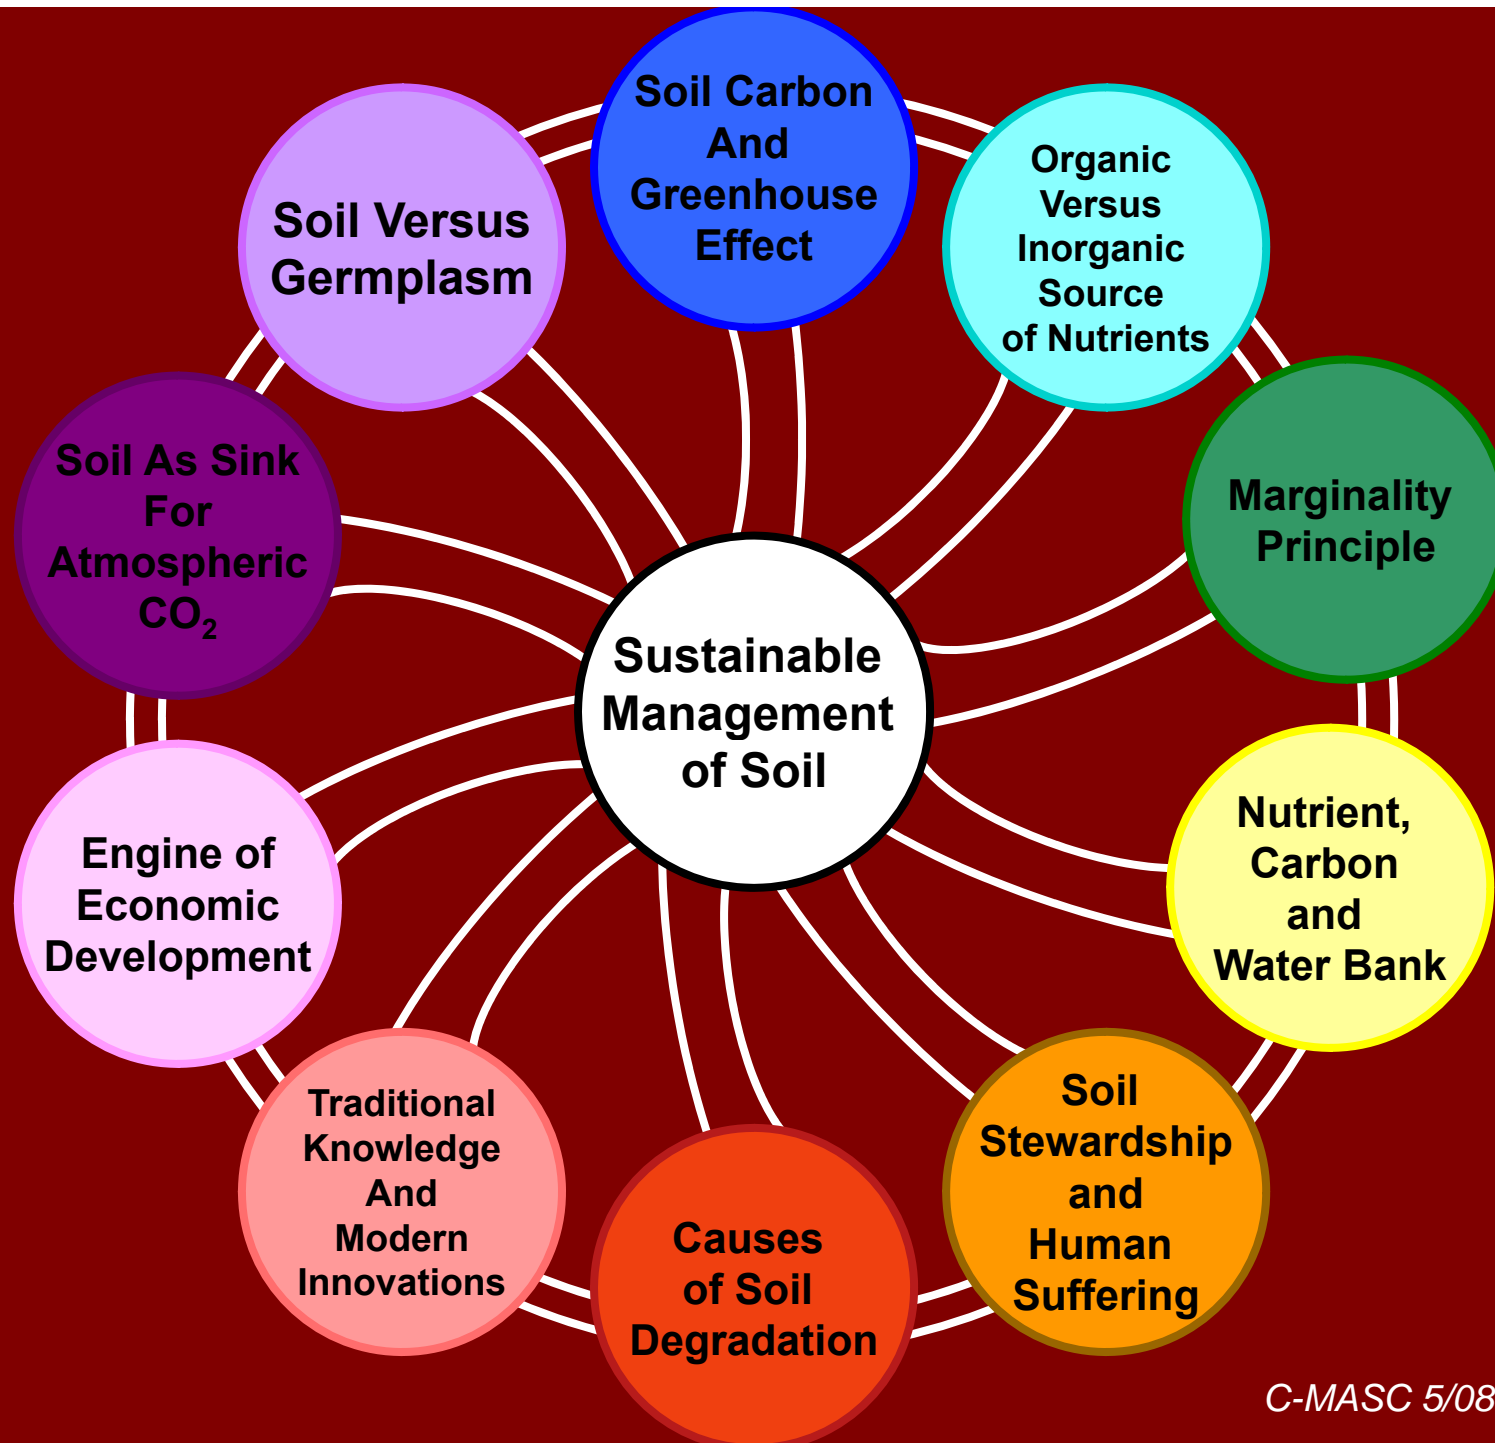 Soil Carbon
And
Greenhouse
Effect
Organic
Versus
Inorganic
Source
of Nutrients
Marginality
Principle
Nutrient,
Carbon
and
Water Bank
Soil
Stewardship
and
Human
Suffering
Causes
of Soil
Degradation
Traditional
Knowledge
And
Modern
Innovations
Engine of
Economic
Development
Soil As Sink
For
Atmospheric
CO₂
Soil Versus
Germplasm
Sustainable
Management
of Soil
C-MASC 5/08